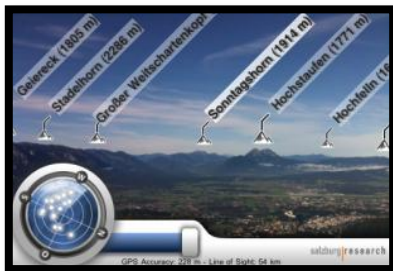 Geiereck (1805 m)
Stadelhorn (2286 m)
Großer Weitschartenkopf
Sonntagshorn (1914 m)
Hochstaufen (1771 m)
Hochfelln (16
W
N
O
S
salzburg|research
GPS Accuracy: 228 m - Line of Sight: 54 km